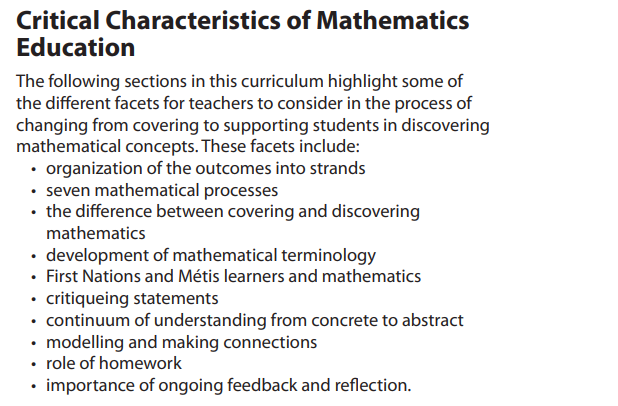 Critical Characteristics of Mathematics
Education
The following sections in this curriculum highlight some of
the different facets for teachers to consider in the process of
changing from covering to supporting students in discovering
mathematical concepts. These facets include:
• organization of the outcomes into strands
• seven mathematical processes
• the difference between covering and discovering
mathematics
• development of mathematical terminology
• First Nations and Métis learners and mathematics
• critiqueing statements
• continuum of understanding from concrete to abstract
• modelling and making connections
• role of homework
• importance of ongoing feedback and reflection.